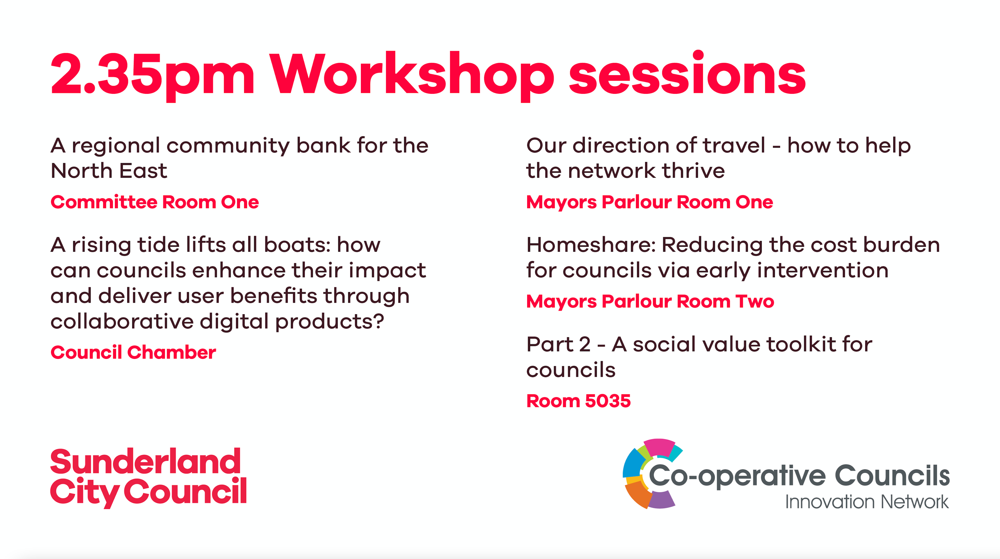 2.35pm Workshop sessions
A regional community bank for the
North East
Committee Room One
A rising tide lifts all boats: how
can councils enhance their impact
and deliver user benefits through
collaborative digital products?
Council Chamber
Our direction of travel - how to help
the network thrive
Mayors Parlour Room One
Homeshare: Reducing the cost burden
for councils via early intervention
Mayors Parlour Room Two
Part 2 - A social value toolkit for
councils
Room 5035
Sunderland
City Council
Co-operative Councils
Innovation Network